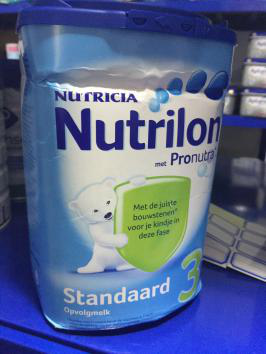 NUTRICIA
Nutrilon
met Pronutra
Met de juiste
bouwstenen
voor je kindje in
deze fase
Standaard 3
Opvolgmelk